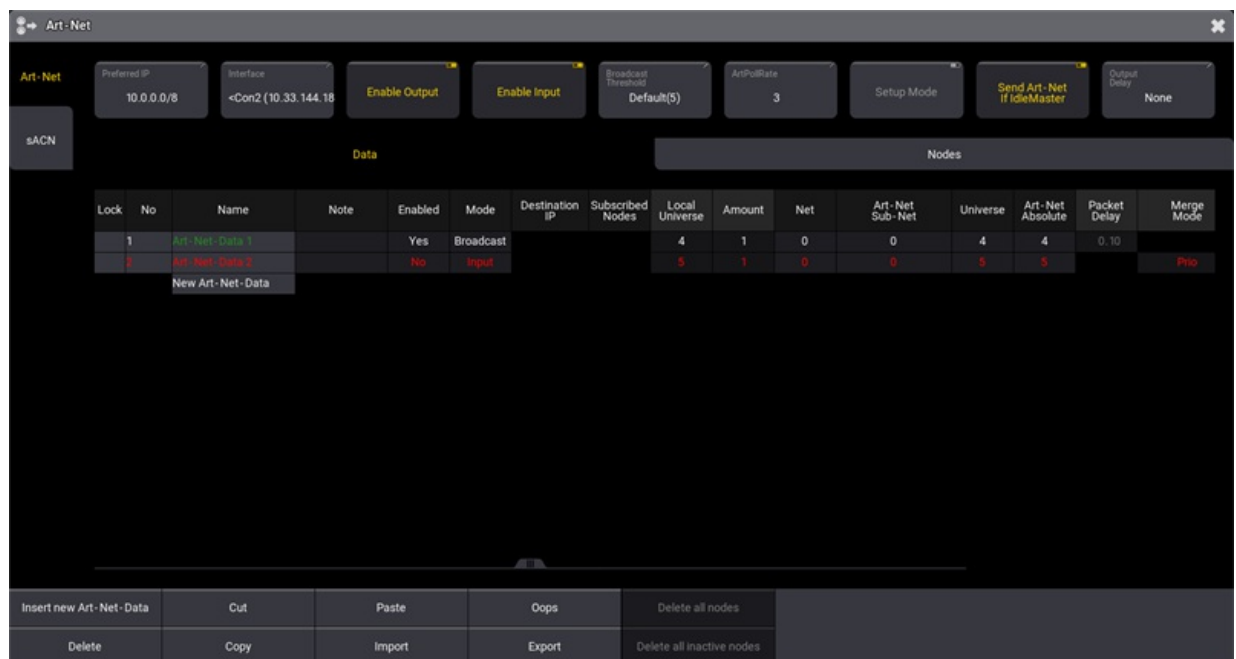 Art-Net
Art-Net
Preferred IP
10.0.0.0/8
Interface
<Con2 (10.33.144.18
Enable Output
Enable Input
Broadcast
Threshold
Default(5)
ArtPollRate
3
Setup Mode
Send Art-Net
If IdleMaster
Output
Delay
None
sACN
Data
Nodes
Lock No Name Note Enabled Mode Destination IP Subscribed Nodes Local Universe Amount Net Art-Net Sub-Net Universe Art-Net Absolute Packet Delay Merge Mode
1 Art-Net-Data 1 Yes Broadcast 4 1 0 0 4 4 0.10
2 Art-Net-Data 2 No Input 5 1 0 0 5 5 Prio
New Art-Net-Data
Insert new Art-Net-Data Cut Paste Oops Delete all nodes
Delete Copy Import Export Delete all inactive nodes